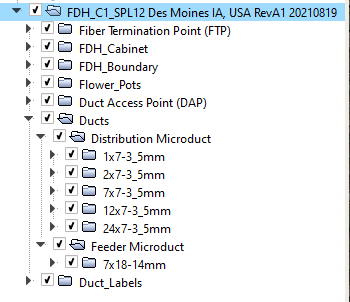 FDH_C1_SPL12 Des Moines IA, USA RevA1 20210819
Fiber Termination Point (FTP)
FDH_Cabinet
FDH_Boundary
Flower_Pots
Duct Access Point (DAP)
Ducts
Distribution Microduct
1x7-3_5mm
2x7-3_5mm
7x7-3_5mm
12x7-3_5mm
24x7-3_5mm
Feeder Microduct
7x18-14mm
Duct_Labels